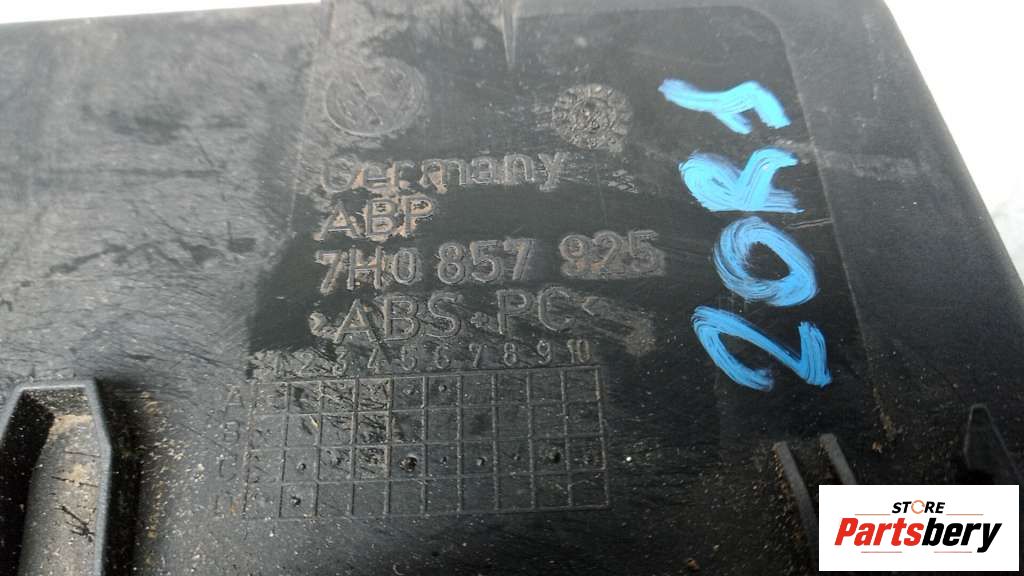 Germany
ABP
7H0 857 925
>ABS+PC<
1 2 3 4 5 6 7 8 9 10
A
B
C
D
20RF
STORE
Partsbery